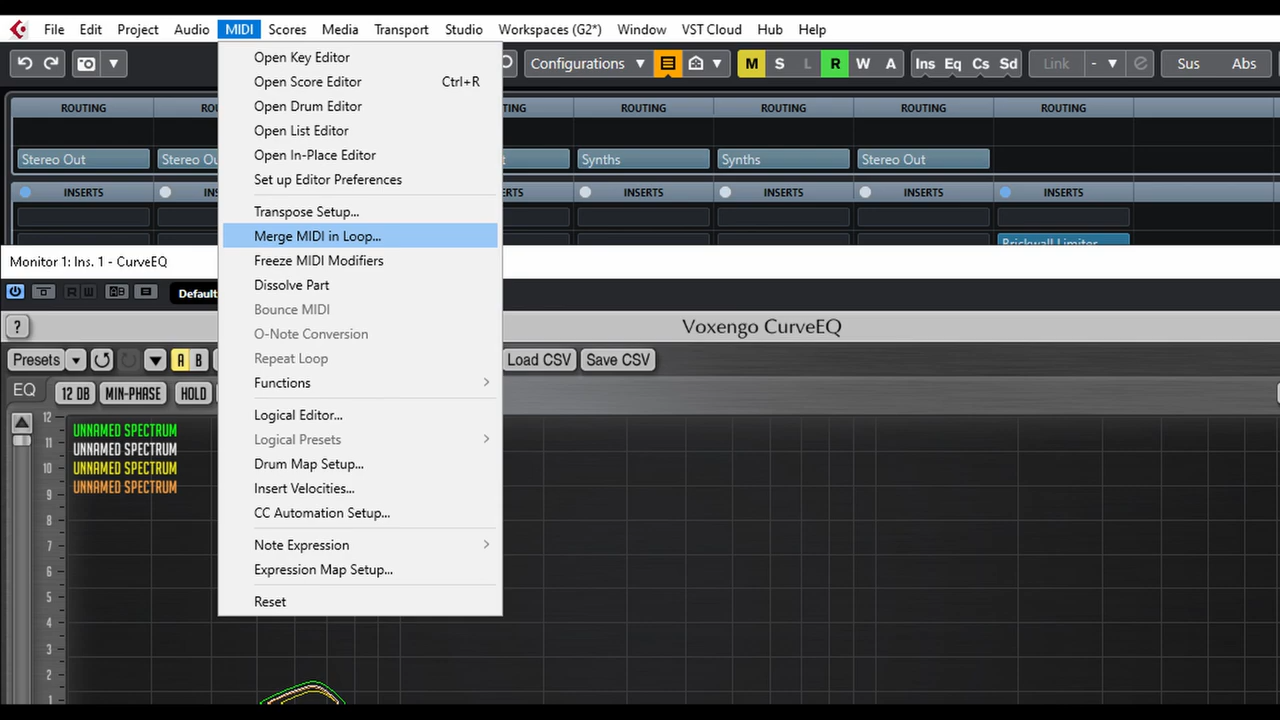 File Edit Project Audio MIDI Scores Media Transport Studio Workspaces (G2*) Window VST Cloud Hub Help
Configurations M S L R W A Ins Eq Cs Sd Link - Sus Abs
ROUTING ROUTING ROUTING ROUTING ROUTING
Stereo Out Synths Synths Stereo Out
INSERTS INSERTS INSERTS INSERTS INSERTS
Brickwall Limiter
Open Key Editor
Open Score Editor Ctrl+R
Open Drum Editor
Open List Editor
Open In-Place Editor
Set up Editor Preferences
Transpose Setup...
Merge MIDI in Loop...
Freeze MIDI Modifiers
Dissolve Part
Bounce MIDI
O-Note Conversion
Repeat Loop
Functions
Logical Editor...
Logical Presets
Drum Map Setup...
Insert Velocities...
CC Automation Setup...
Note Expression
Expression Map Setup...
Reset
Monitor 1: Ins. 1 - CurveEQ
R W A B Default
? Voxengo CurveEQ
Presets A B Load CSV Save CSV
EQ 12 DB MIN-PHASE HOLD
12
UNNAMED SPECTRUM
11 UNNAMED SPECTRUM
10 UNNAMED SPECTRUM
9 UNNAMED SPECTRUM
8
7
6
5
4
3
2
1